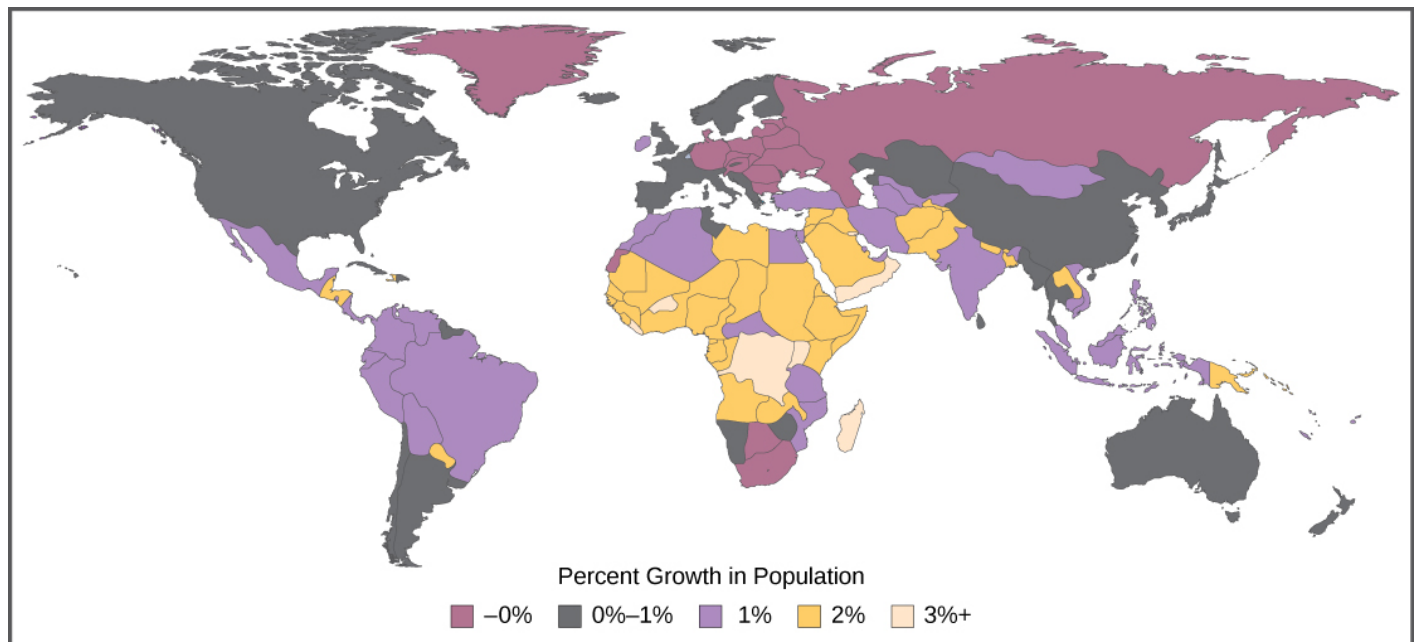 Percent Growth in Population
–0% 0%–1% 1% 2% 3%+